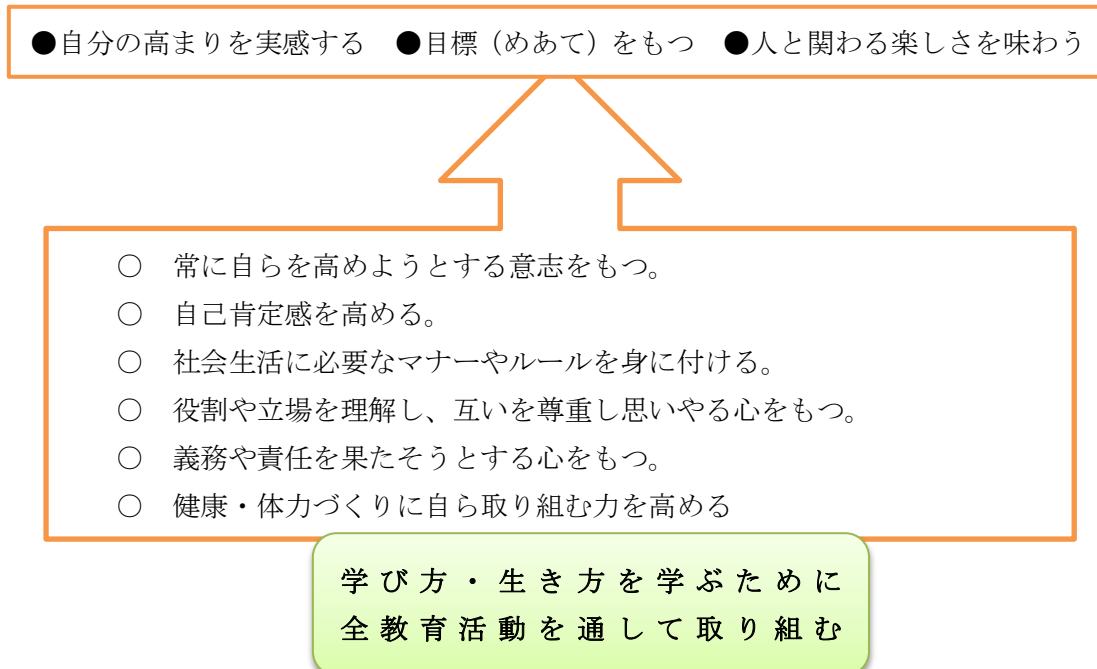 ●自分の高まりを実感する　●目標（めあて）をもつ　●人と関わる楽しさを味わう
○　常に自らを高めようとする意志をもつ。
○　自己肯定感を高める。
○　社会生活に必要なマナーやルールを身に付ける。
○　役割や立場を理解し、互いを尊重し思いやる心をもつ。
○　義務や責任を果たそうとする心をもつ。
○　健康・体力づくりに自ら取り組む力を高める
学び方・生き方を学ぶために
全教育活動を通して取り組む